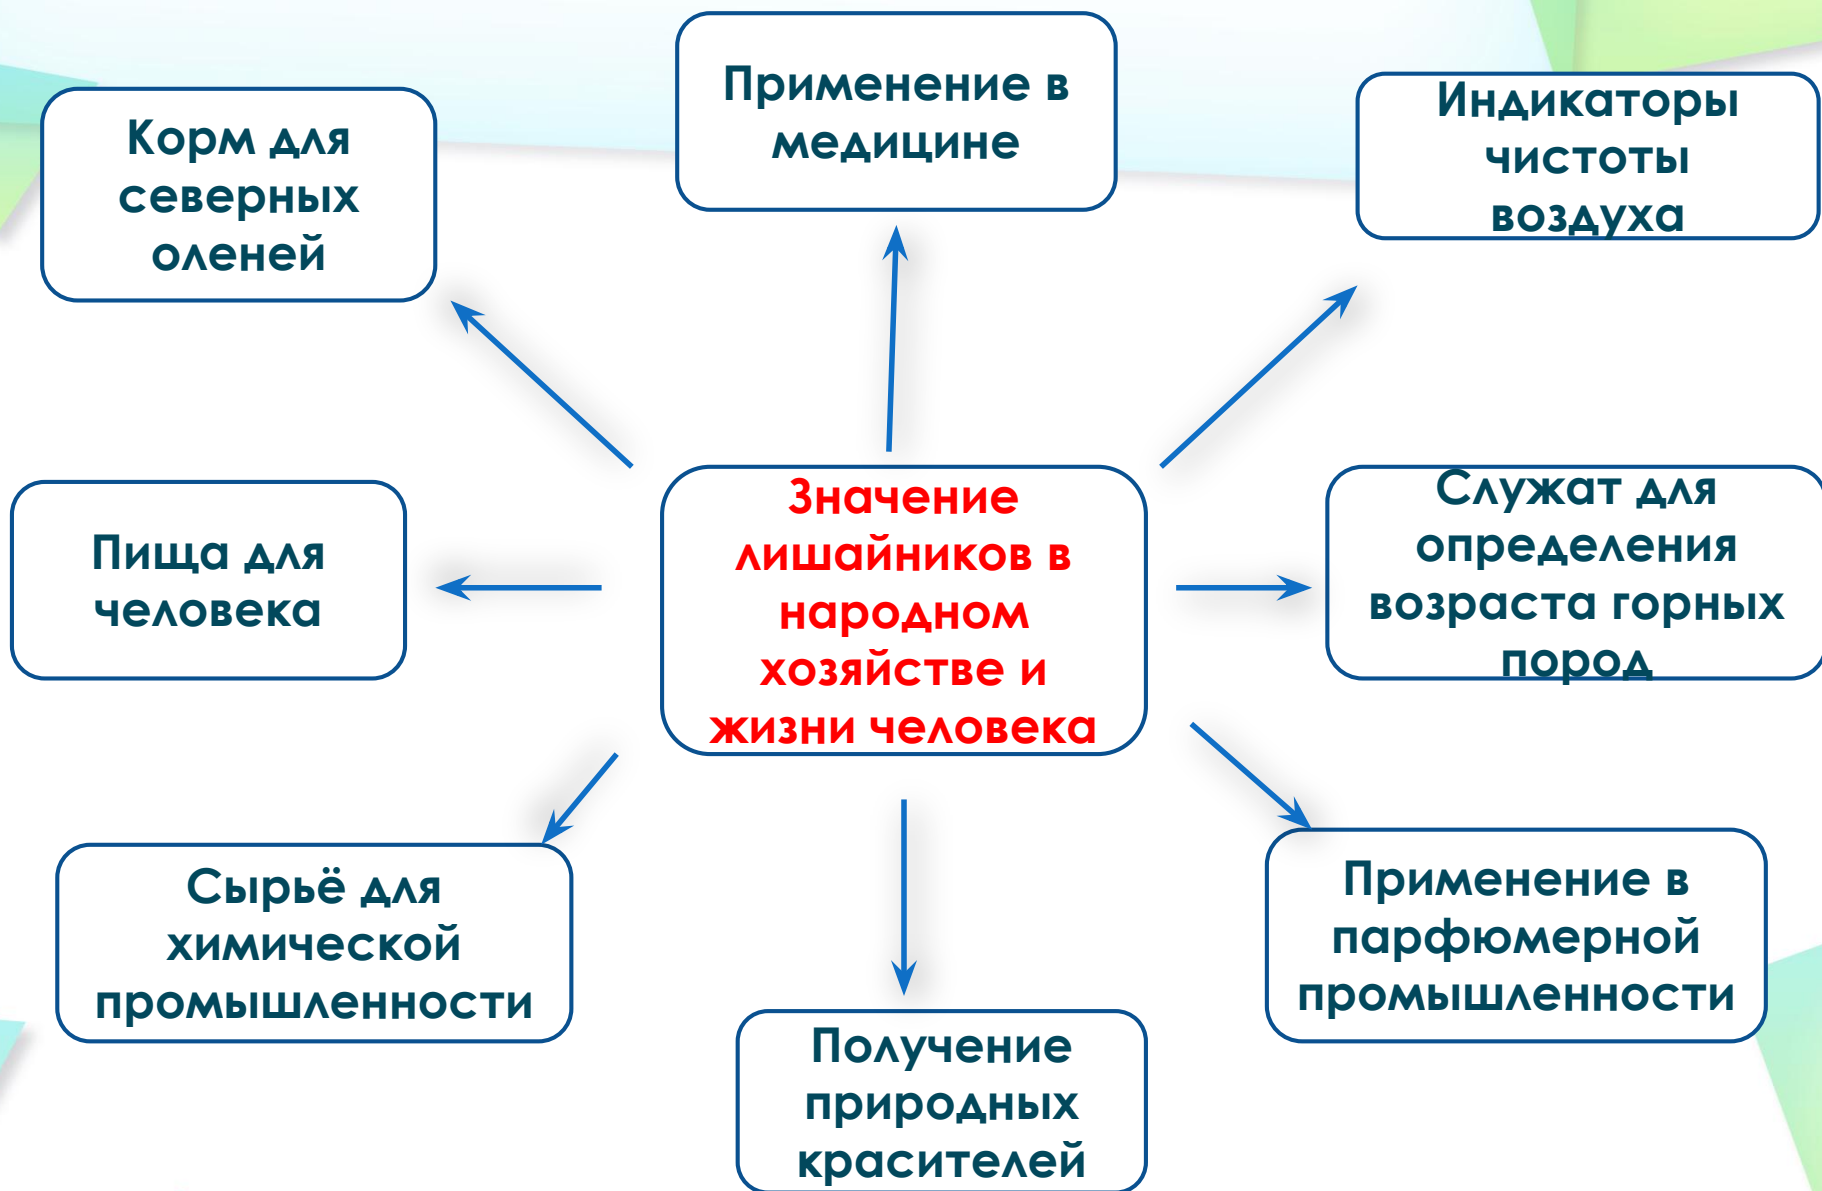 Применение в
медицине
Корм для
северных
оленей
Индикаторы
чистоты
воздуха
Пища для
человека
Значение
лишайников в
народном
хозяйстве и
жизни человека
Служат для
определения
возраста горных
пород
Сырьё для
химической
промышленности
Получение
природных
красителей
Применение в
парфюмерной
промышленности